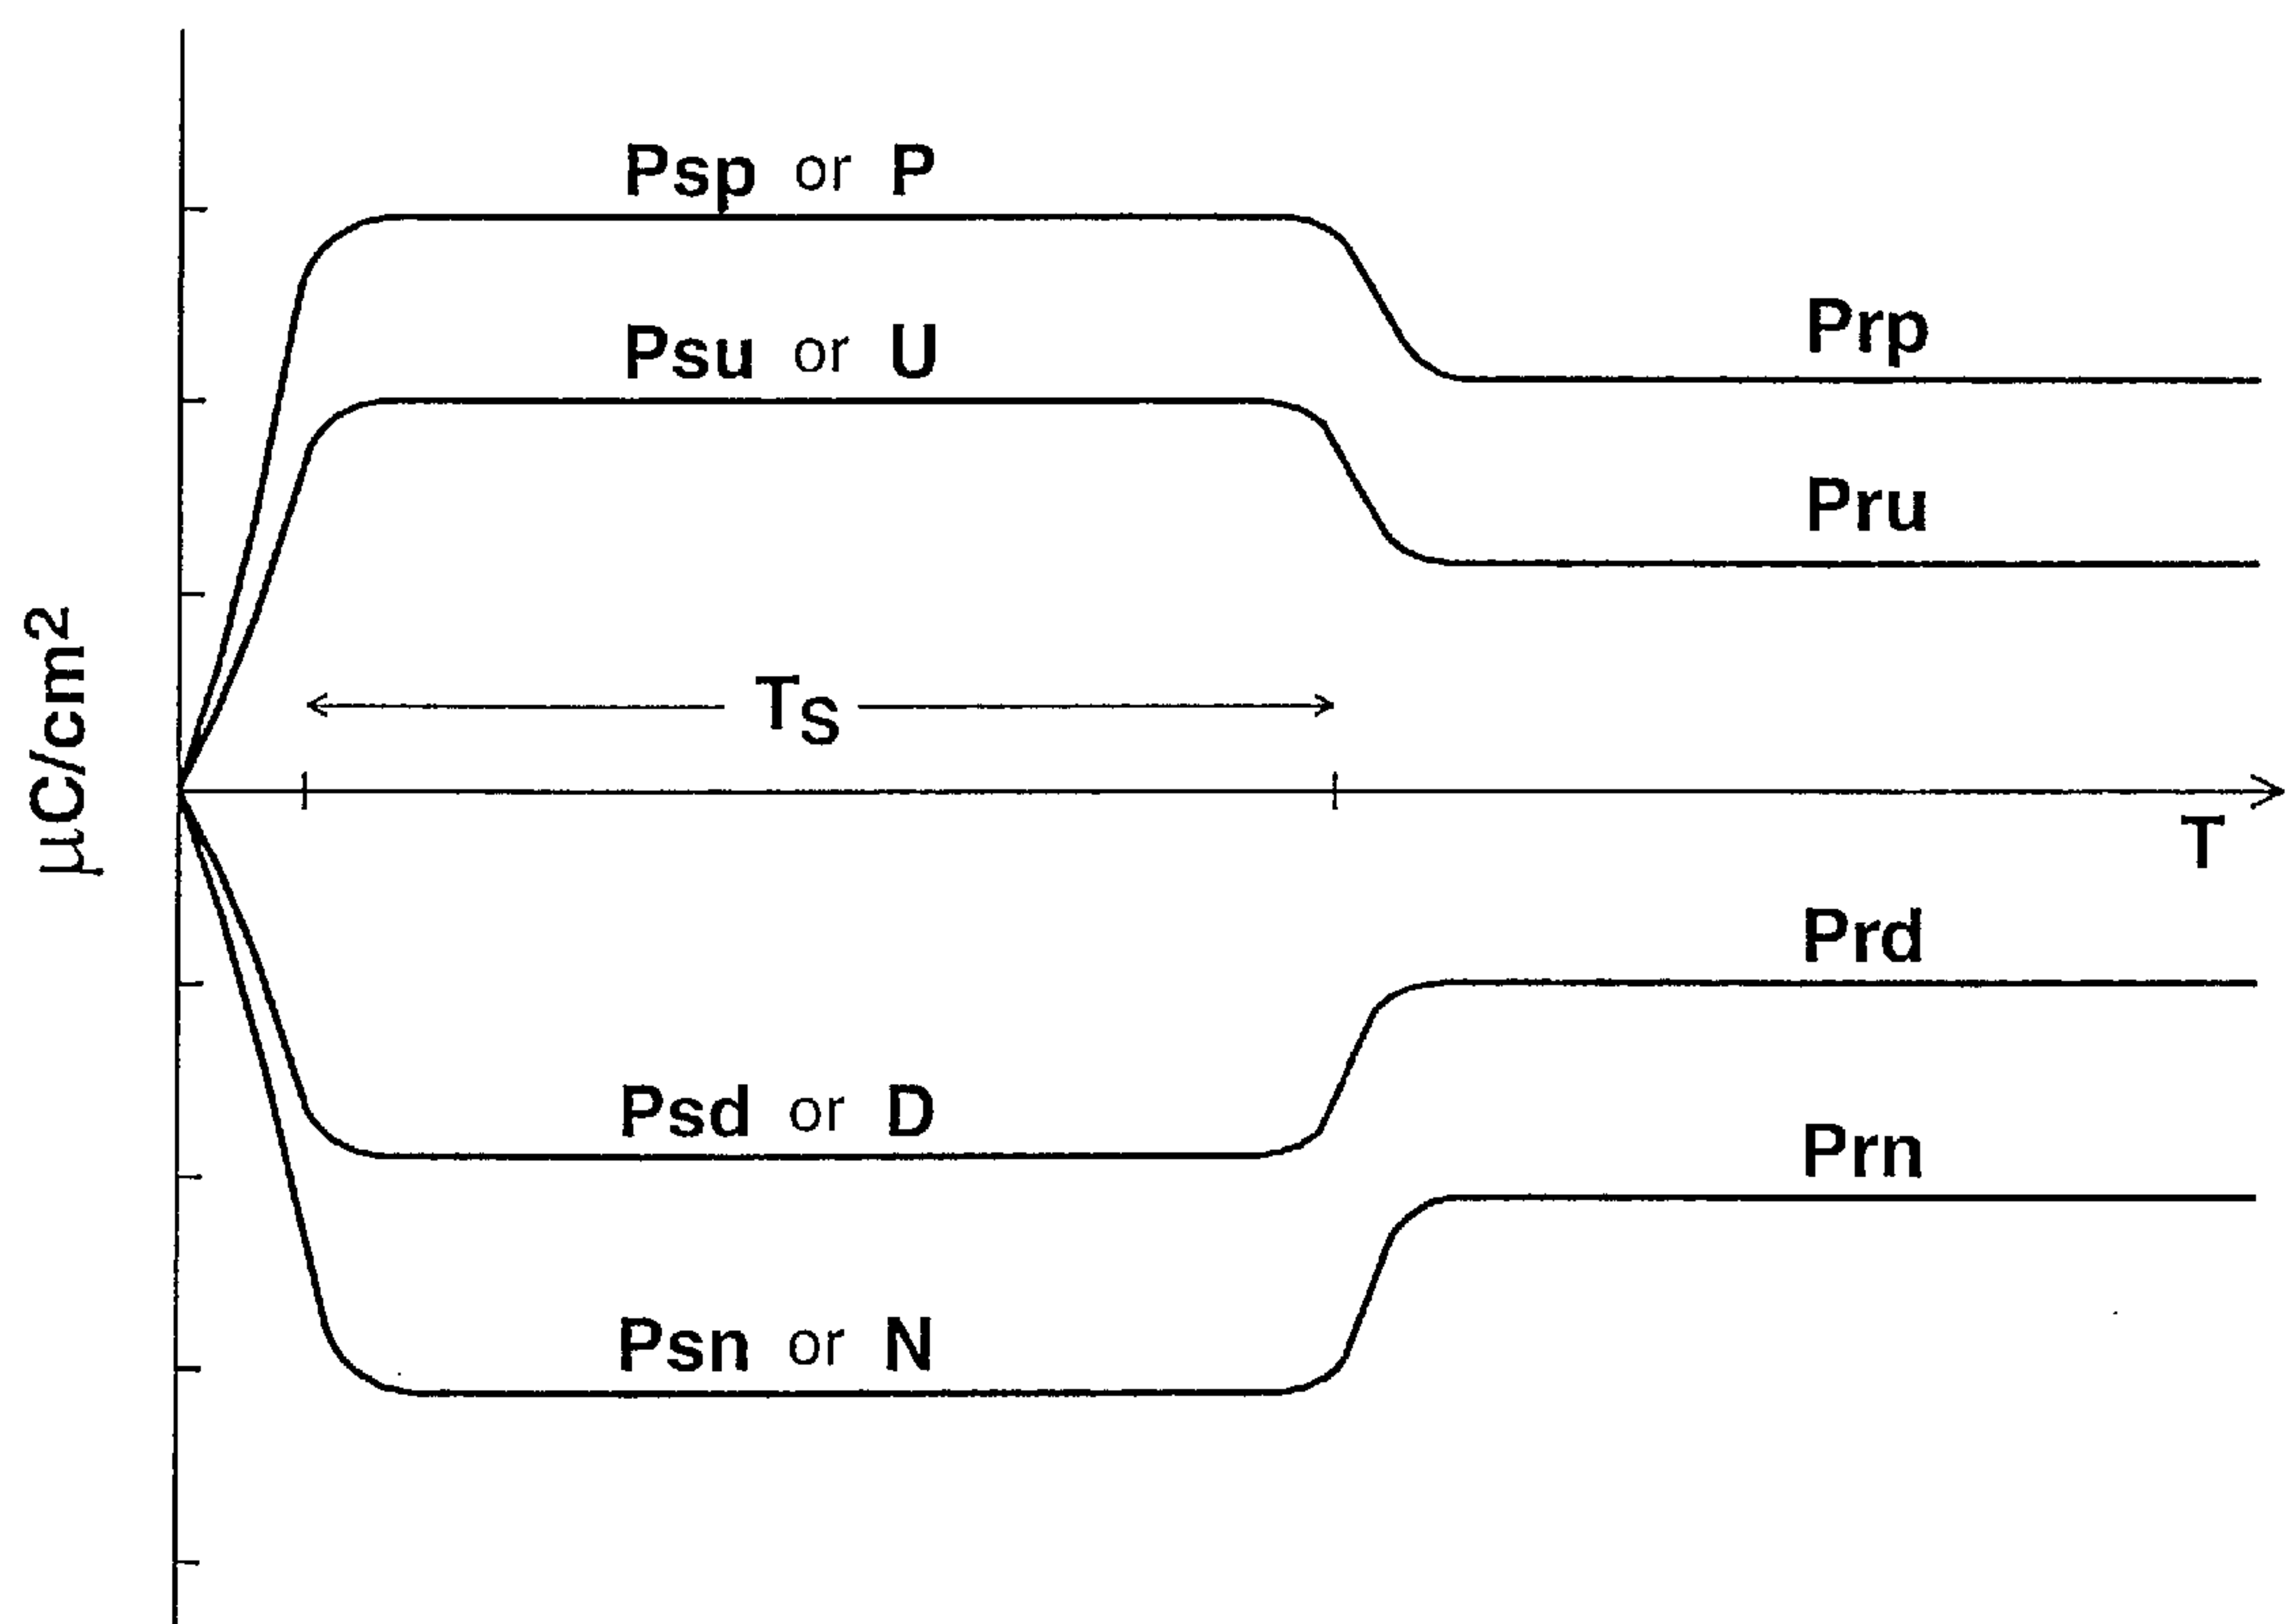 Psp or P
Psu or U
Prp
Pru
μC/cm2
TS
T
Prd
Psd or D
Prn
Psn or N